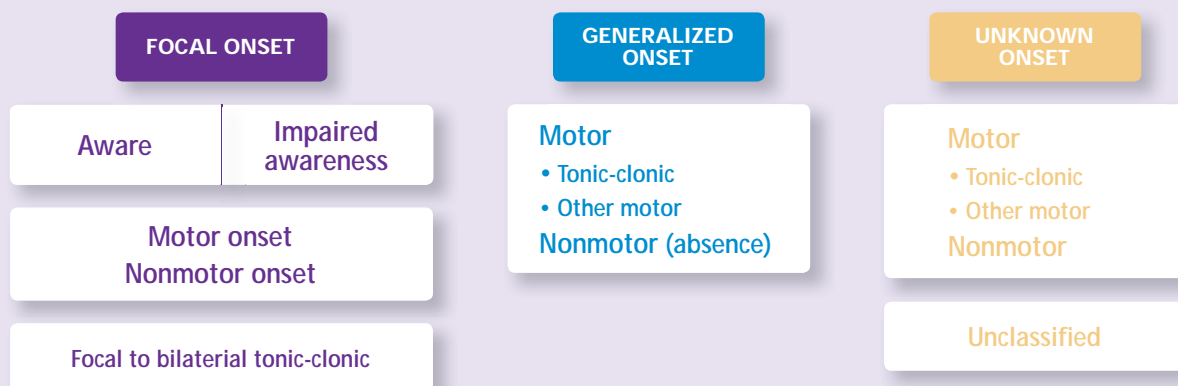 FOCAL ONSET
Aware
Impaired
awareness
Motor onset
Nonmotor onset
Focal to bilaterial tonic-clonic
GENERALIZED
ONSET
Motor
• Tonic-clonic
• Other motor
Nonmotor (absence)
UNKNOWN
ONSET
Motor
• Tonic-clonic
• Other motor
Nonmotor
Unclassified